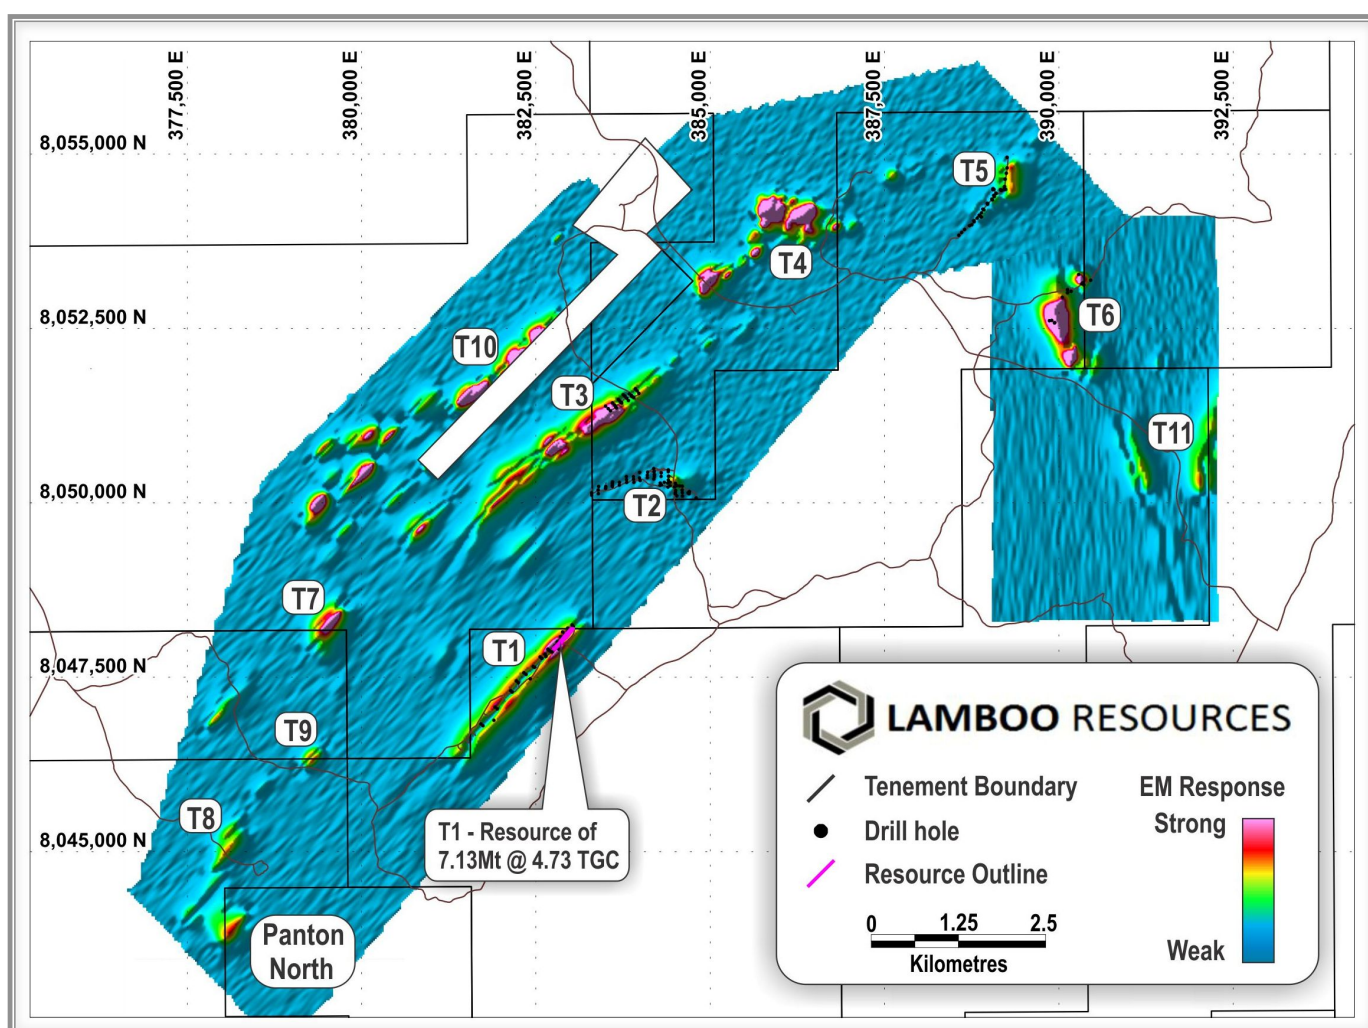 377,500 E
380,000 E
382,500 E
385,000 E
387,500 E
390,000 E
392,500 E
8,055,000 N
8,052,500 N
8,050,000 N
8,047,500 N
8,045,000 N
T5
T4
T6
T10
T3
T11
T2
T7
T1
T9
T8
Panton
North
T1 - Resource of
7.13Mt @ 4.73 TGC
LAMBOO RESOURCES
Tenement Boundary
Drill hole
Resource Outline
EM Response
Strong
Weak
0 1.25 2.5
Kilometres